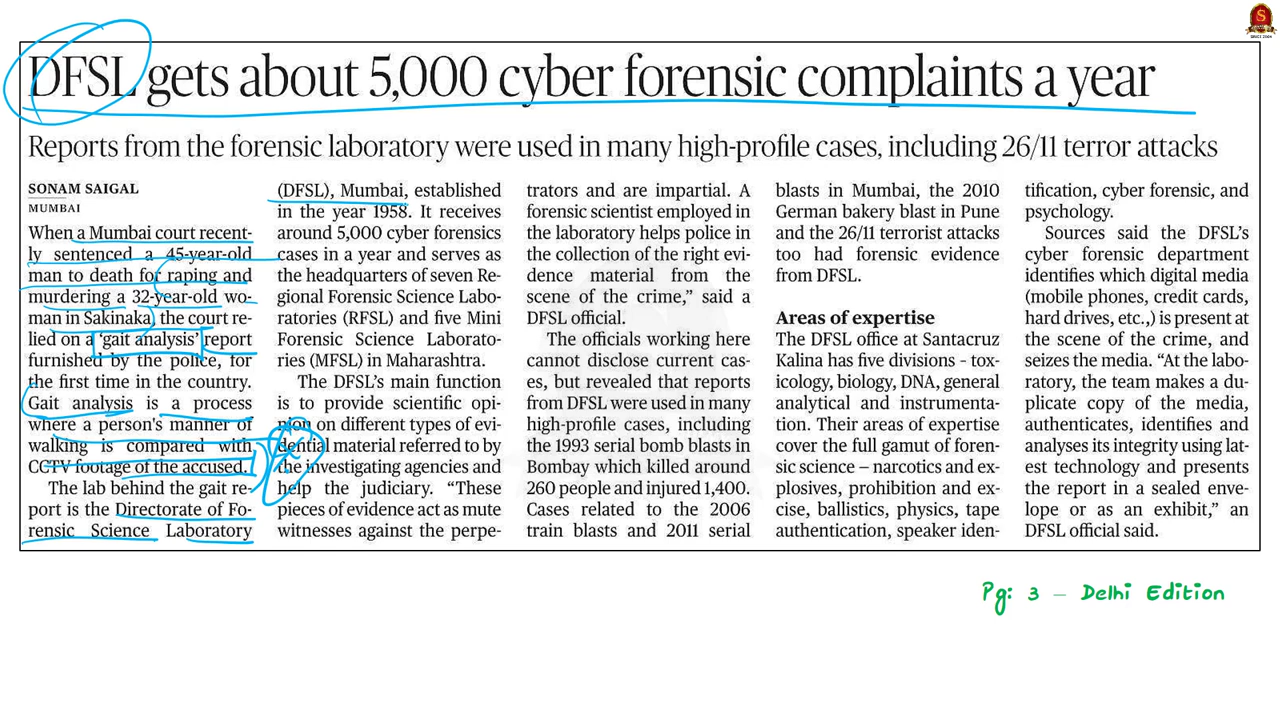 S
SINCE 2004
DFSL gets about 5,000 cyber forensic complaints a year
Reports from the forensic laboratory were used in many high-profile cases, including 26/11 terror attacks
SONAM SAIGAL
MUMBAI
When a Mumbai court recent-
ly sentenced a 45-year-old
man to death for raping and
murdering a 32-year-old wo-
man in Sakinaka, the court re-
lied on a 'gait analysis' report
furnished by the police, for
the first time in the country.
Gait analysis is a process
where a person's manner of
walking is compared with
CCTV footage of the accused.
The lab behind the gait re-
port is the Directorate of Fo-
rensic Science Laboratory
(DFSL), Mumbai, established
in the year 1958. It receives
around 5,000 cyber forensics
cases in a year and serves as
the headquarters of seven Re-
gional Forensic Science Labo-
ratories (RFSL) and five Mini
Forensic Science Laborato-
ries (MFSL) in Maharashtra.
The DFSL's main function
is to provide scientific opi-
nion on different types of evi-
dential material referred to by
the investigating agencies and
help the judiciary. "These
pieces of evidence act as mute
witnesses against the perpe-
trators and are impartial. A
forensic scientist employed in
the laboratory helps police in
the collection of the right evi-
dence material from the
scene of the crime," said a
DFSL official.
The officials working here
cannot disclose current cas-
es, but revealed that reports
from DFSL were used in many
high-profile cases, including
the 1993 serial bomb blasts in
Bombay which killed around
260 people and injured 1,400.
Cases related to the 2006
train blasts and 2011 serial
blasts in Mumbai, the 2010
German bakery blast in Pune
and the 26/11 terrorist attacks
too had forensic evidence
from DFSL.
Areas of expertise
The DFSL office at Santacruz
Kalina has five divisions - tox-
icology, biology, DNA, general
analytical and instrumenta-
tion. Their areas of expertise
cover the full gamut of foren-
sic science – narcotics and ex-
plosives, prohibition and ex-
cise, ballistics, physics, tape
authentication, speaker iden-
tification, cyber forensic, and
psychology.
Sources said the DFSL's
cyber forensic department
identifies which digital media
(mobile phones, credit cards,
hard drives, etc.,) is present at
the scene of the crime, and
seizes the media. "At the labo-
ratory, the team makes a du-
plicate copy of the media,
authenticates, identifies and
analyses its integrity using lat-
est technology and presents
the report in a sealed enve-
lope or as an exhibit," an
DFSL official said.
Pg: 3 – Delhi Edition